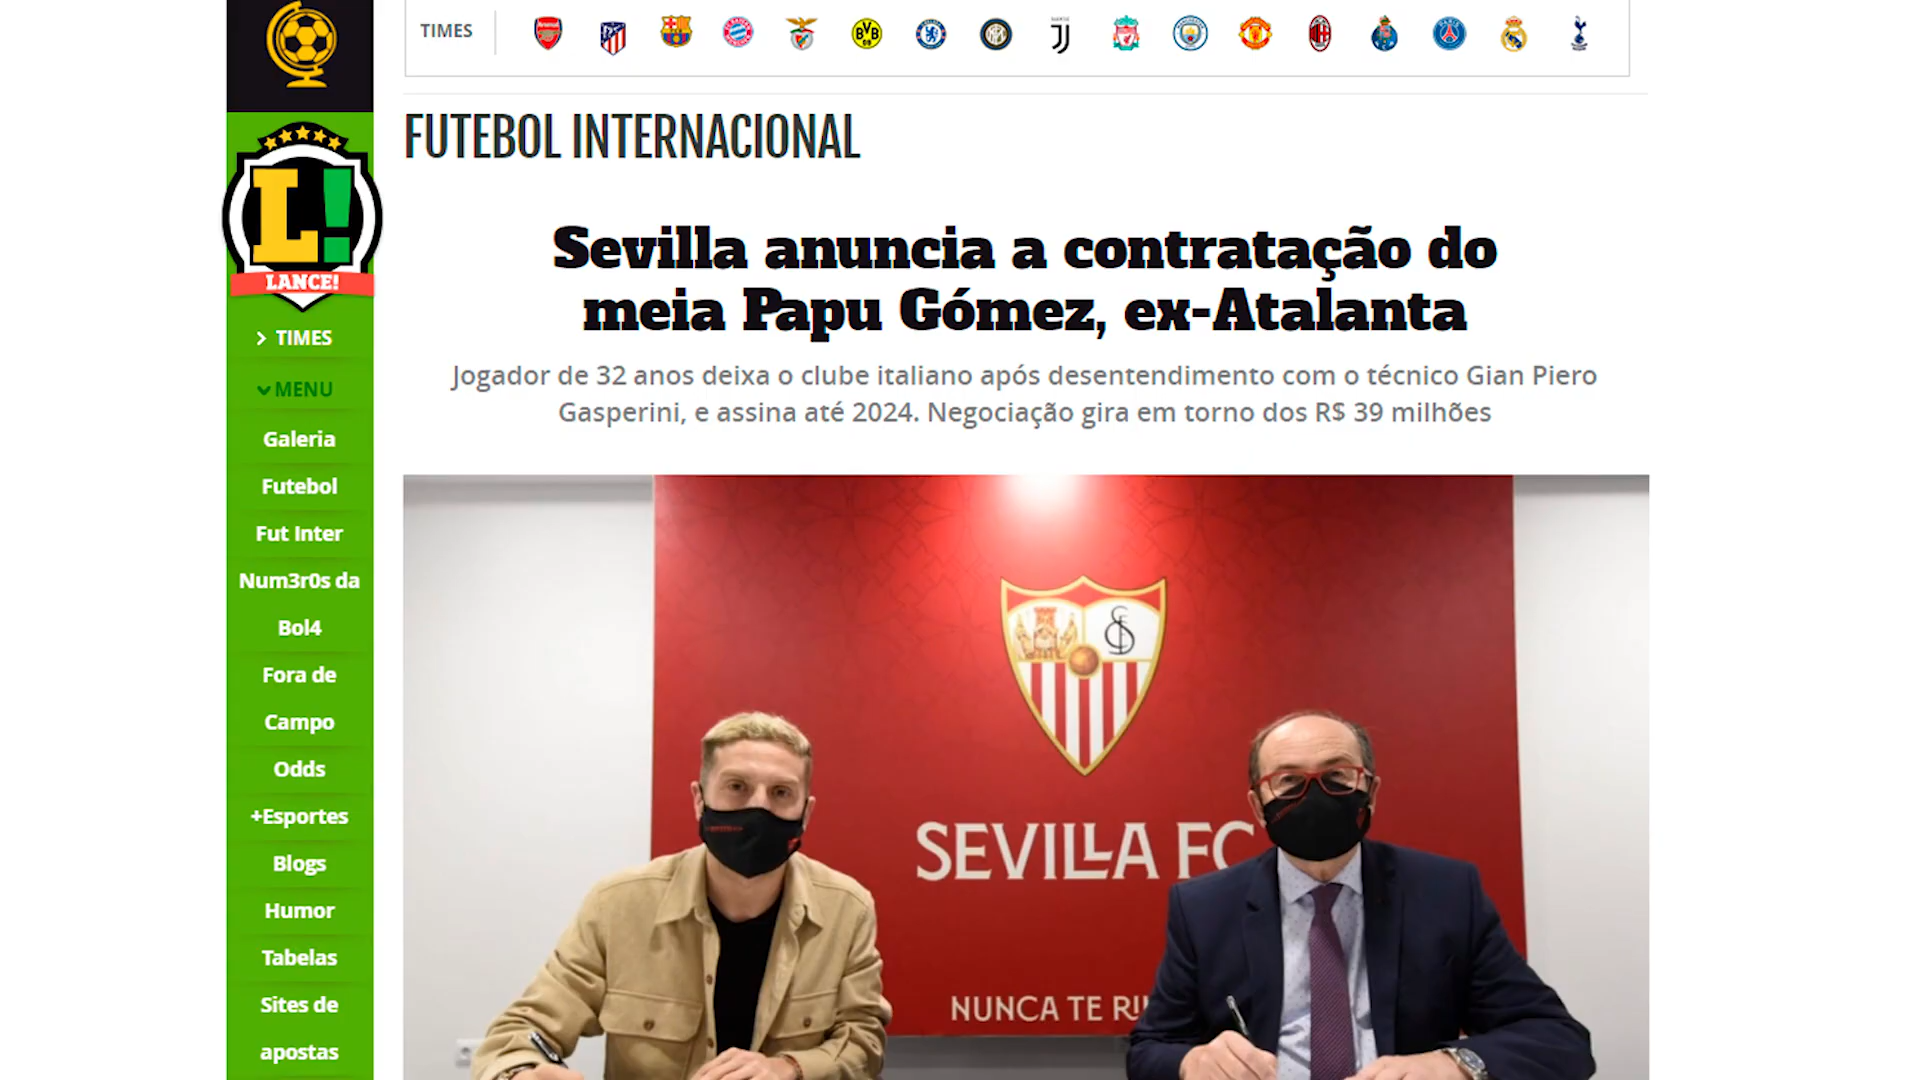 TIMES
FUTEBOL INTERNACIONAL
L!
LANCE!
Sevilla anuncia a contratação do
meia Papu Gómez, ex-Atalanta
Jogador de 32 anos deixa o clube italiano após desentendimento com o técnico Gian Piero
Gasperini, e assina até 2024. Negociação gira em torno dos R$ 39 milhões
TIMES
MENU
Galeria
Futebol
Fut Inter
Num3r0s da
Bol4
Fora de
Campo
Odds
+Esportes
Blogs
Humor
Tabelas
Sites de
apostas
SEVILLA FC
NUNCA TE